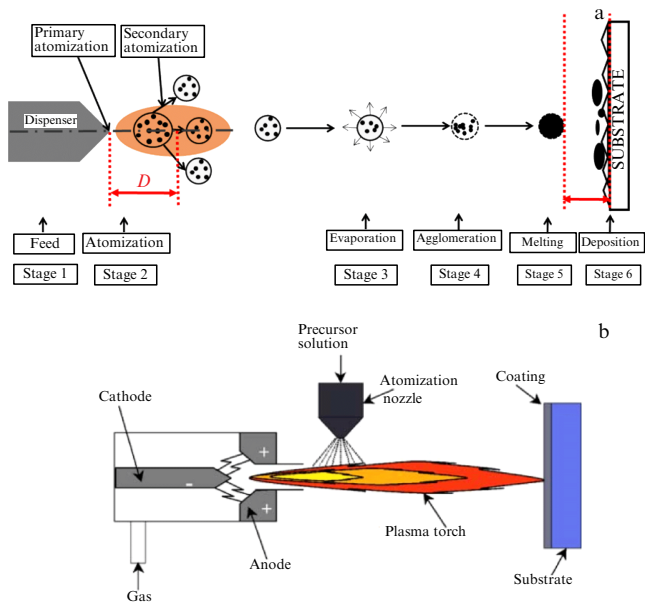 a
Primary
atomization
Secondary
atomization
Dispenser
D
SUBSTRATE
Feed
Atomization
Evaporation
Agglomeration
Melting
Deposition
Stage 1
Stage 2
Stage 3
Stage 4
Stage 5
Stage 6
b
Precursor
solution
Atomization
nozzle
Coating
Cathode
+
-
+
Plasma torch
Anode
Gas
Substrate